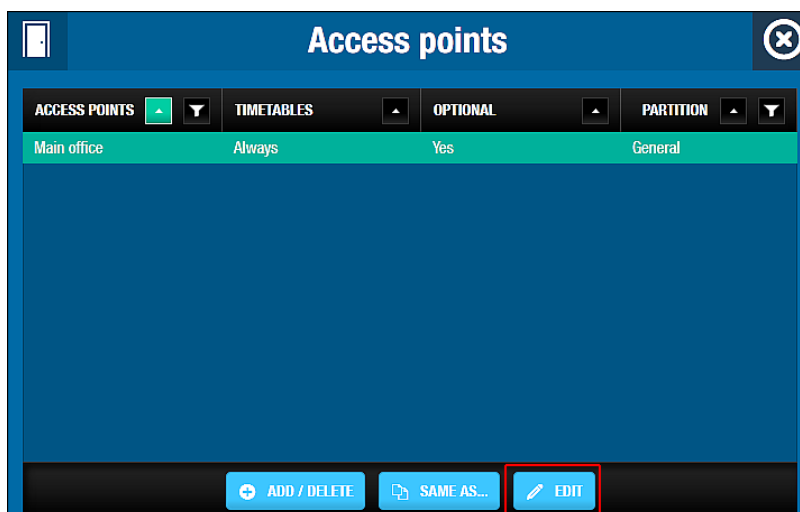 Access points
ACCESS POINTS TIMETABLES OPTIONAL PARTITION
Main office Always Yes General
ADD / DELETE SAME AS... EDIT